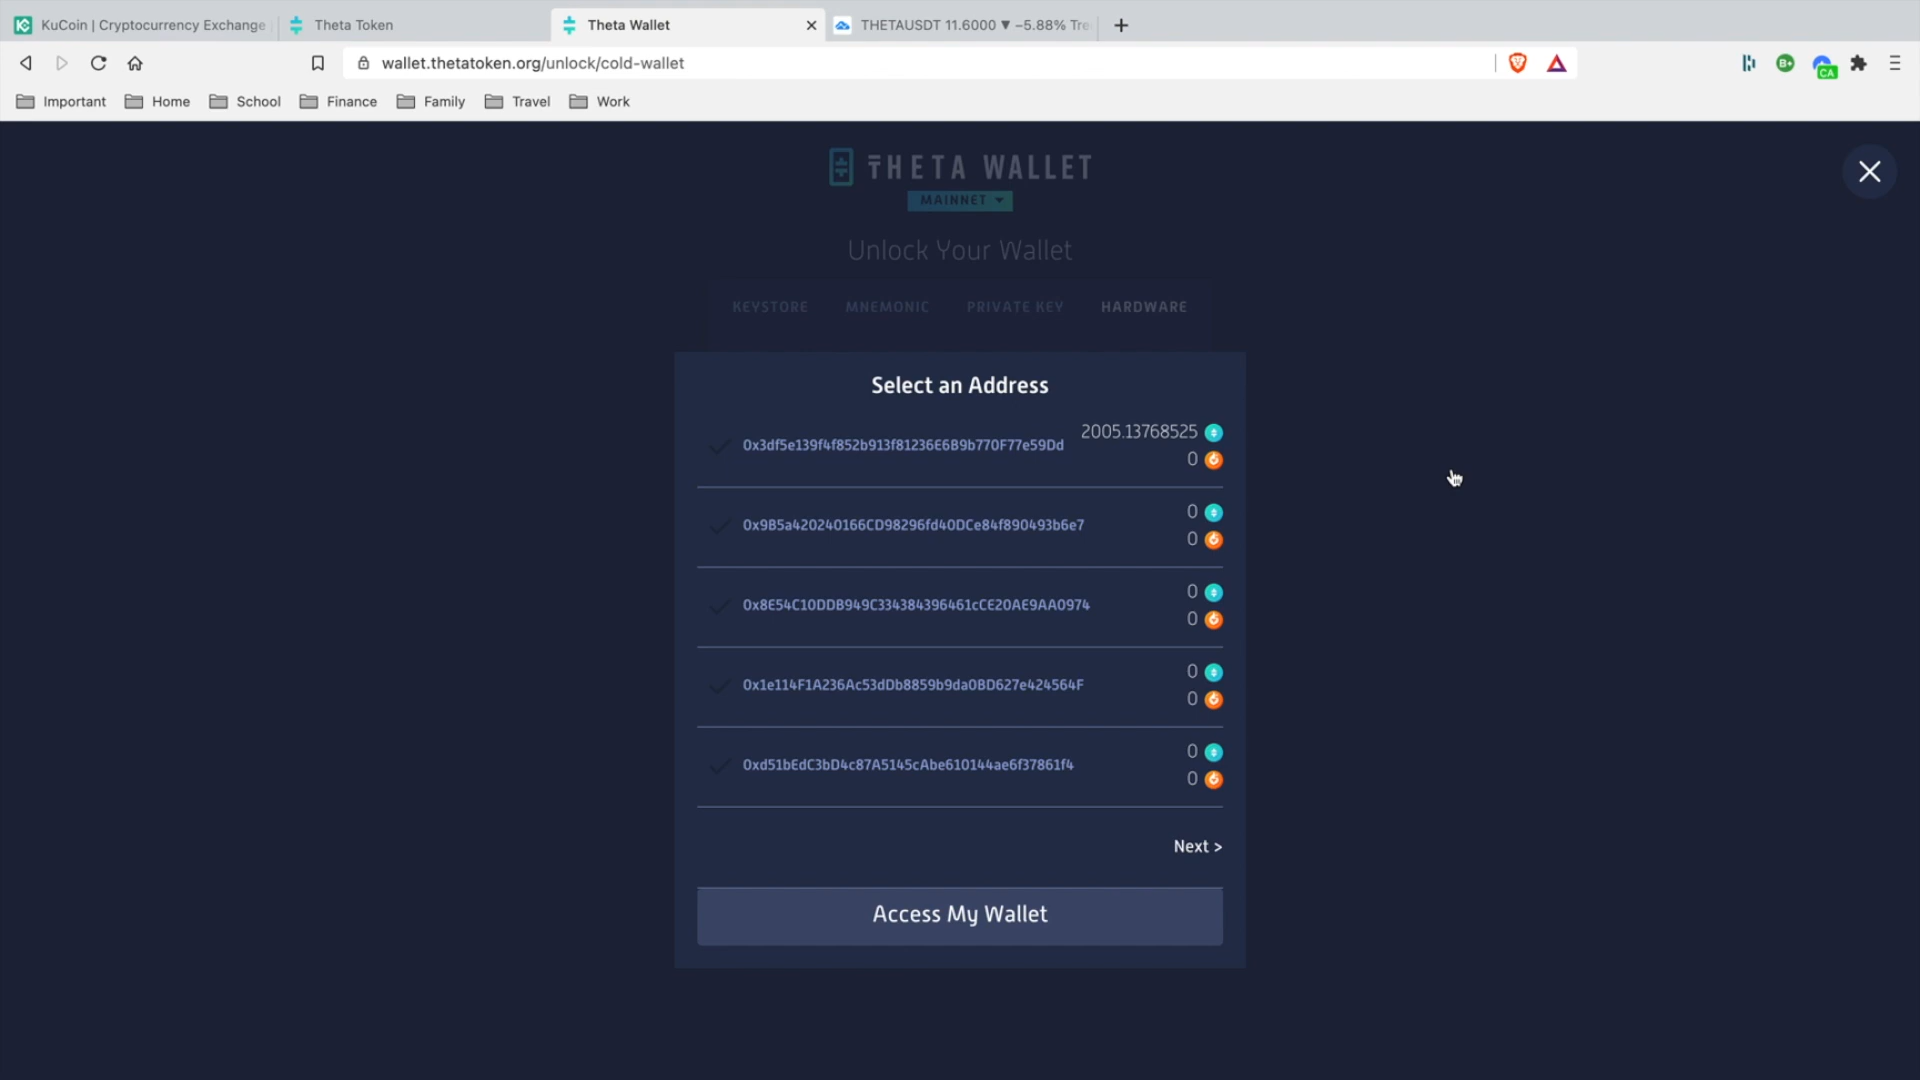 KuCoin | Cryptocurrency Exchange
Theta Token
Theta Wallet
THETAUSDT 11.6000 ▼ −5.88% Tre
wallet.thetatoken.org/unlock/cold-wallet
B+
CA
Important
Home
School
Finance
Family
Travel
Work
THETA WALLET
MAINNET
Unlock Your Wallet
KEYSTORE
MNEMONIC
PRIVATE KEY
HARDWARE
Select an Address
0x3df5e139f4f852b913f81236E6B9b770F77e59Dd
2005.13768525
0
0x9B5a420240166CD98296fd40DCe84f890493b6e7
0
0
0x8E54C10DDB949C334384396461cCE20AE9AA0974
0
0
0x1e114F1A236Ac53dDb8859b9da0BD627e424564F
0
0
0xd51bEdC3bD4c87A5145cAbe610144ae6f37861f4
0
0
Next >
Access My Wallet